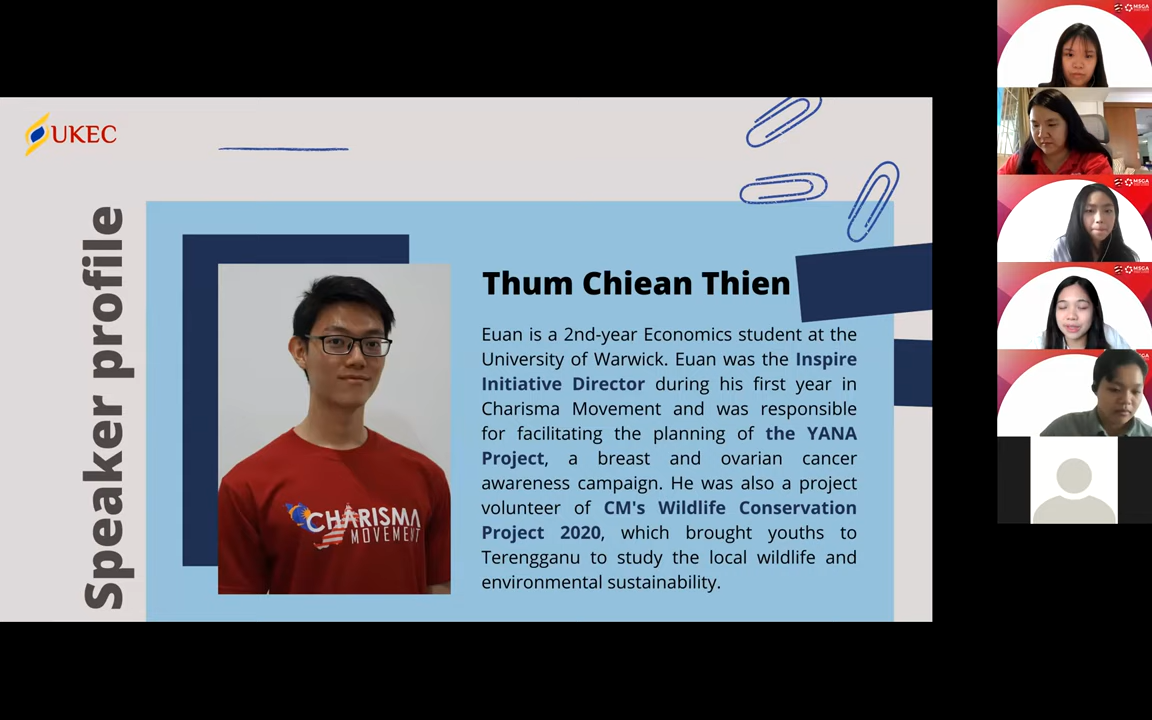 UKEC
Speaker profile
CHARISMA
MOVEMENT
Thum Chiean Thien
Euan is a 2nd-year Economics student at the
University of Warwick. Euan was the Inspire
Initiative Director during his first year in
Charisma Movement and was responsible
for facilitating the planning of the YANA
Project, a breast and ovarian cancer
awareness campaign. He was also a project
volunteer of CM's Wildlife Conservation
Project 2020, which brought youths to
Terengganu to study the local wildlife and
environmental sustainability.
MSGA
MSGA
MSGA